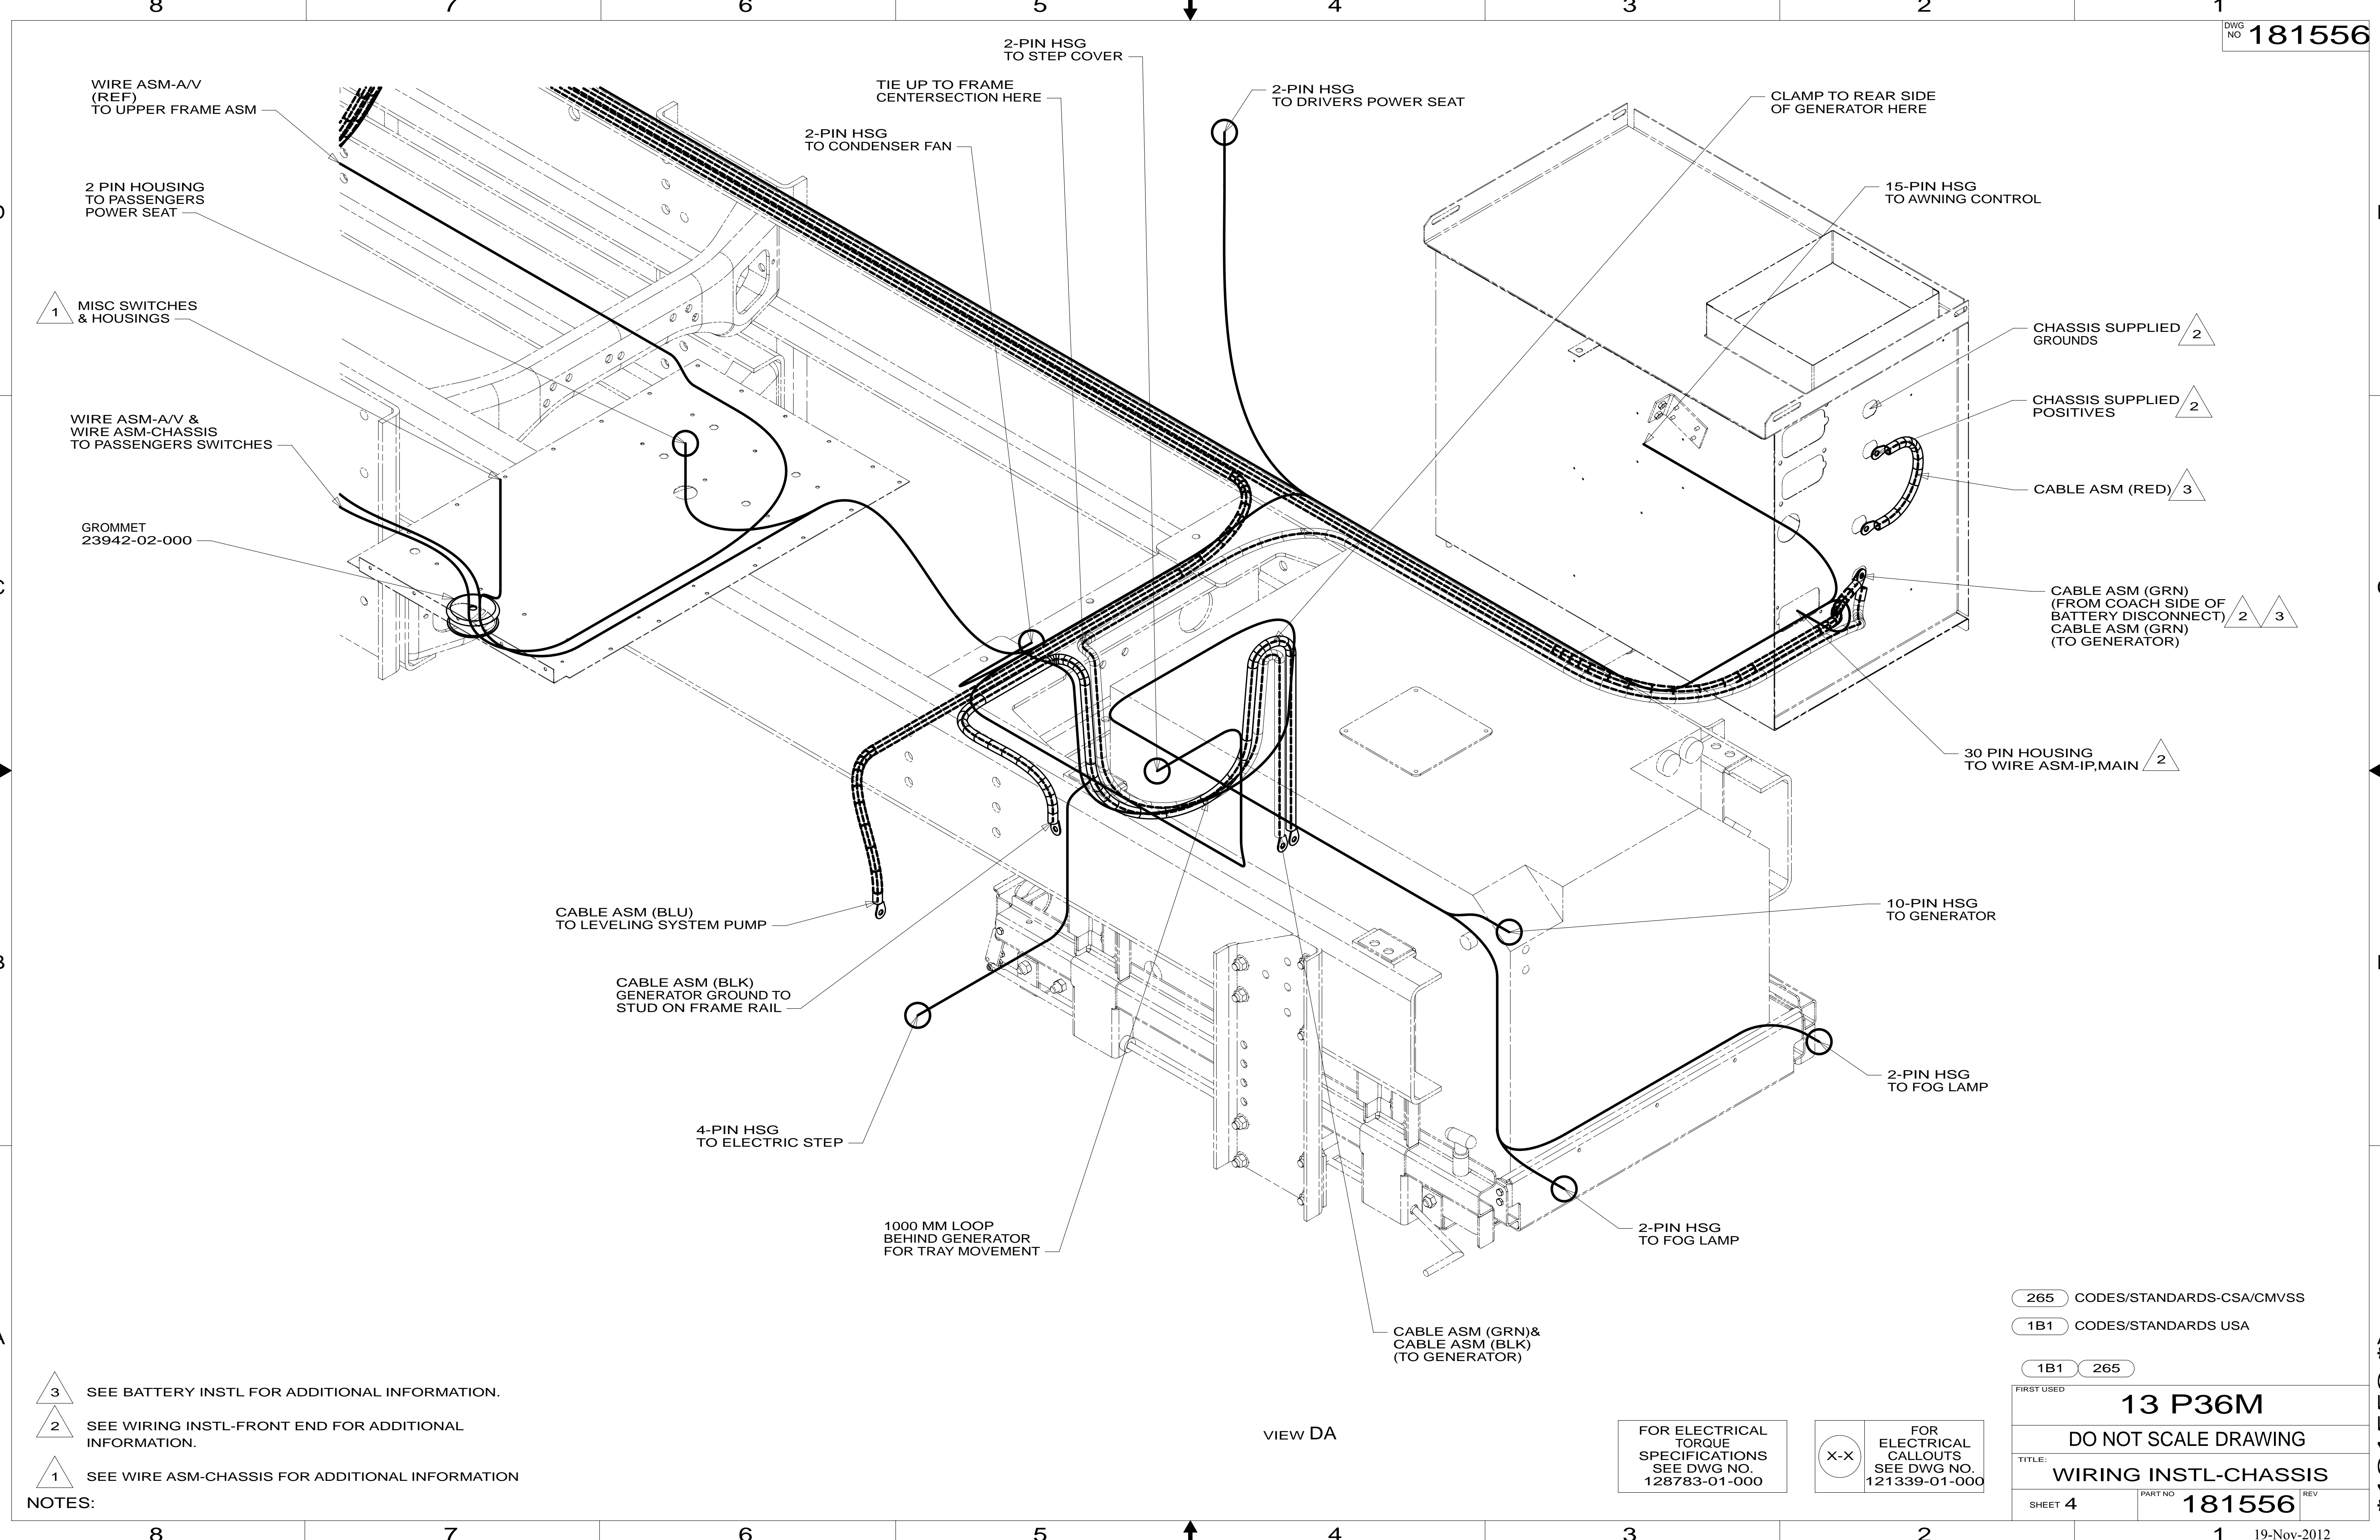 8 7 6 5 4 3 2 1
DWG
NO 181556
2-PIN HSG
TO STEP COVER
WIRE ASM-A/V
(REF)
TO UPPER FRAME ASM
TIE UP TO FRAME
CENTERSECTION HERE
2-PIN HSG
TO DRIVERS POWER SEAT
CLAMP TO REAR SIDE
OF GENERATOR HERE
2-PIN HSG
TO CONDENSER FAN
2 PIN HOUSING
TO PASSENGERS
POWER SEAT
15-PIN HSG
TO AWNING CONTROL
1 MISC SWITCHES
& HOUSINGS
CHASSIS SUPPLIED 2
GROUNDS
CHASSIS SUPPLIED 2
POSITIVES
WIRE ASM-A/V &
WIRE ASM-CHASSIS
TO PASSENGERS SWITCHES
CABLE ASM (RED) 3
GROMMET
23942-02-000
CABLE ASM (GRN)
(FROM COACH SIDE OF
BATTERY DISCONNECT) 2 3
CABLE ASM (GRN)
(TO GENERATOR)
30 PIN HOUSING
TO WIRE ASM-IP,MAIN 2
CABLE ASM (BLU)
TO LEVELING SYSTEM PUMP
10-PIN HSG
TO GENERATOR
CABLE ASM (BLK)
GENERATOR GROUND TO
STUD ON FRAME RAIL
2-PIN HSG
TO FOG LAMP
4-PIN HSG
TO ELECTRIC STEP
1000 MM LOOP
BEHIND GENERATOR
FOR TRAY MOVEMENT
2-PIN HSG
TO FOG LAMP
CABLE ASM (GRN)&
CABLE ASM (BLK)
(TO GENERATOR)
265 CODES/STANDARDS-CSA/CMVSS
1B1 CODES/STANDARDS USA
1B1 265
3 SEE BATTERY INSTL FOR ADDITIONAL INFORMATION.
2 SEE WIRING INSTL-FRONT END FOR ADDITIONAL
INFORMATION.
1 SEE WIRE ASM-CHASSIS FOR ADDITIONAL INFORMATION
NOTES:
VIEW DA
FOR ELECTRICAL
TORQUE
SPECIFICATIONS
SEE DWG NO.
128783-01-000
X-X
FOR
ELECTRICAL
CALLOUTS
SEE DWG NO.
121339-01-000
FIRST USED
13 P36M
DO NOT SCALE DRAWING
TITLE:
WIRING INSTL-CHASSIS
SHEET 4
PART NO 181556 REV
8 7 6 5 4 3 2 1
19-Nov-2012